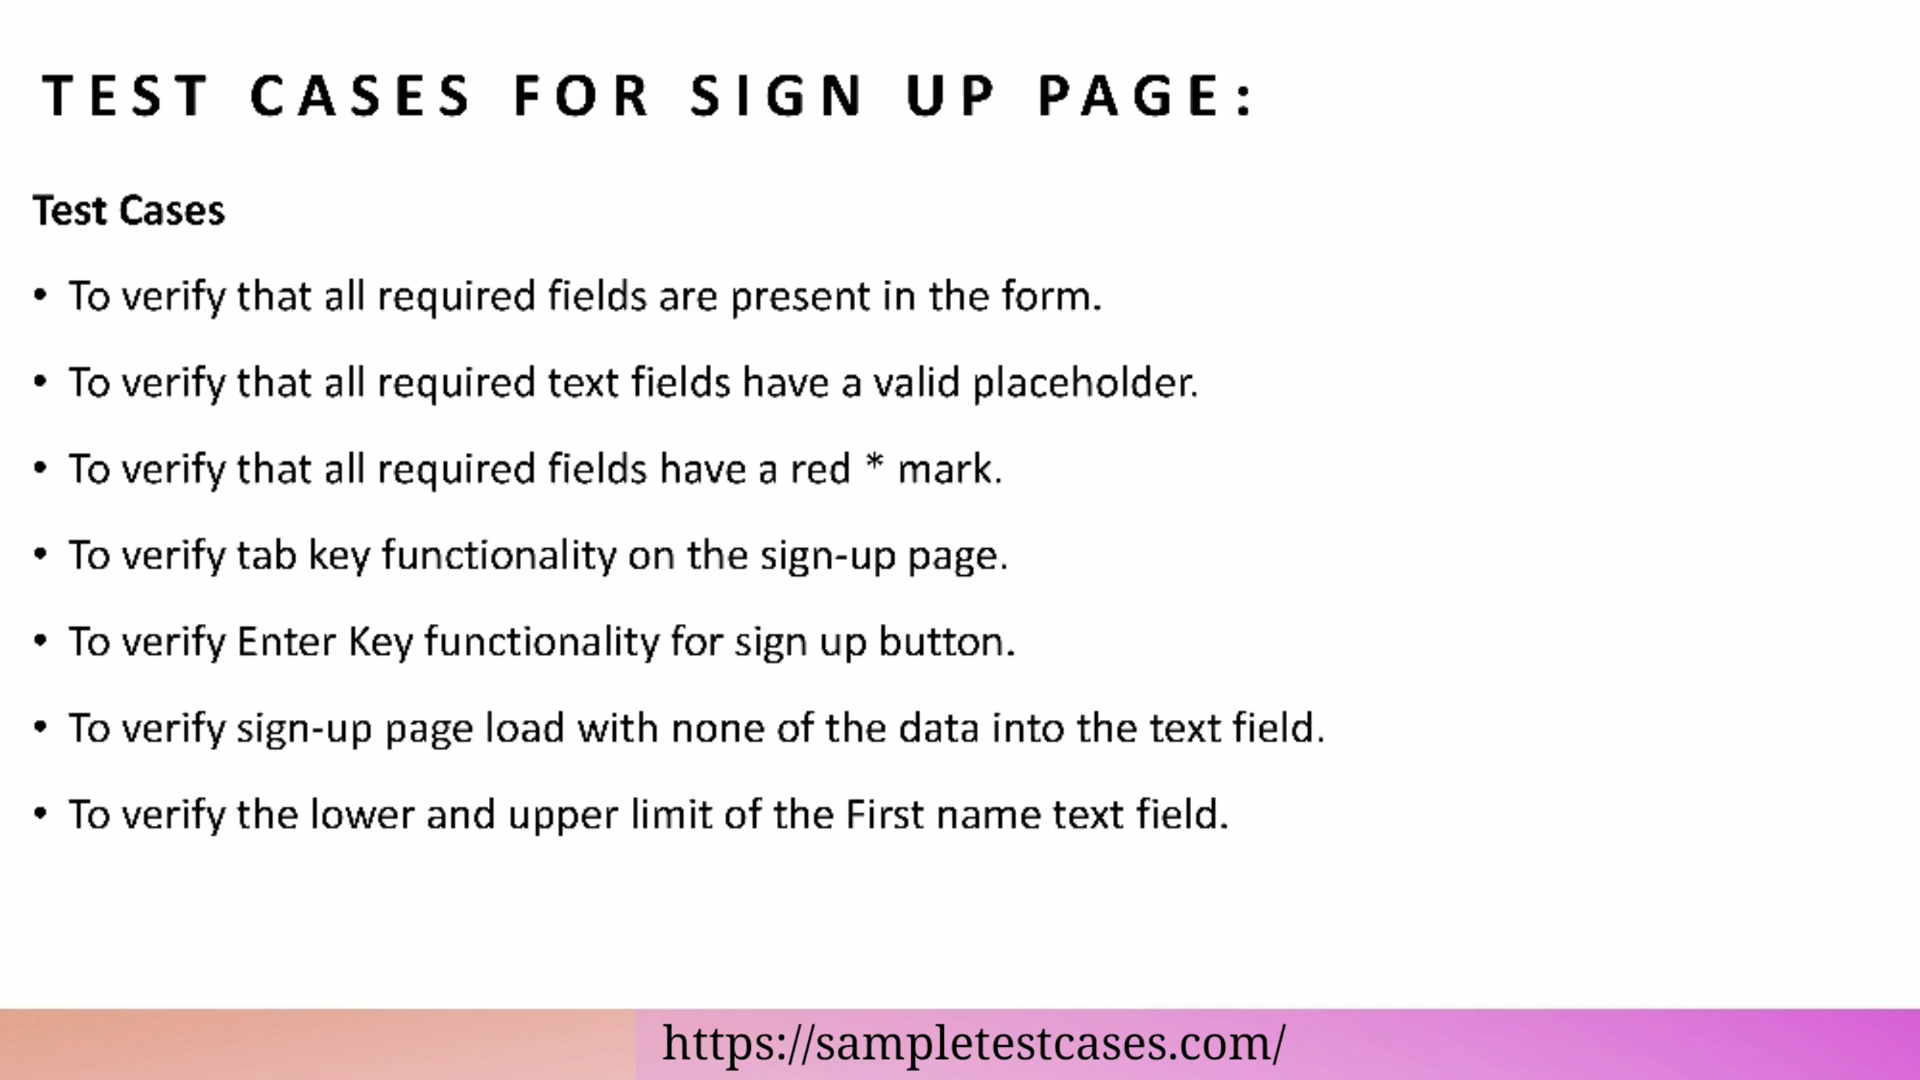 TEST CASES FOR SIGN UP PAGE:
Test Cases
• To verify that all required fields are present in the form.
• To verify that all required text fields have a valid placeholder.
• To verify that all required fields have a red * mark.
• To verify tab key functionality on the sign-up page.
• To verify Enter Key functionality for sign up button.
• To verify sign-up page load with none of the data into the text field.
• To verify the lower and upper limit of the First name text field.
https://sampletestcases.com/